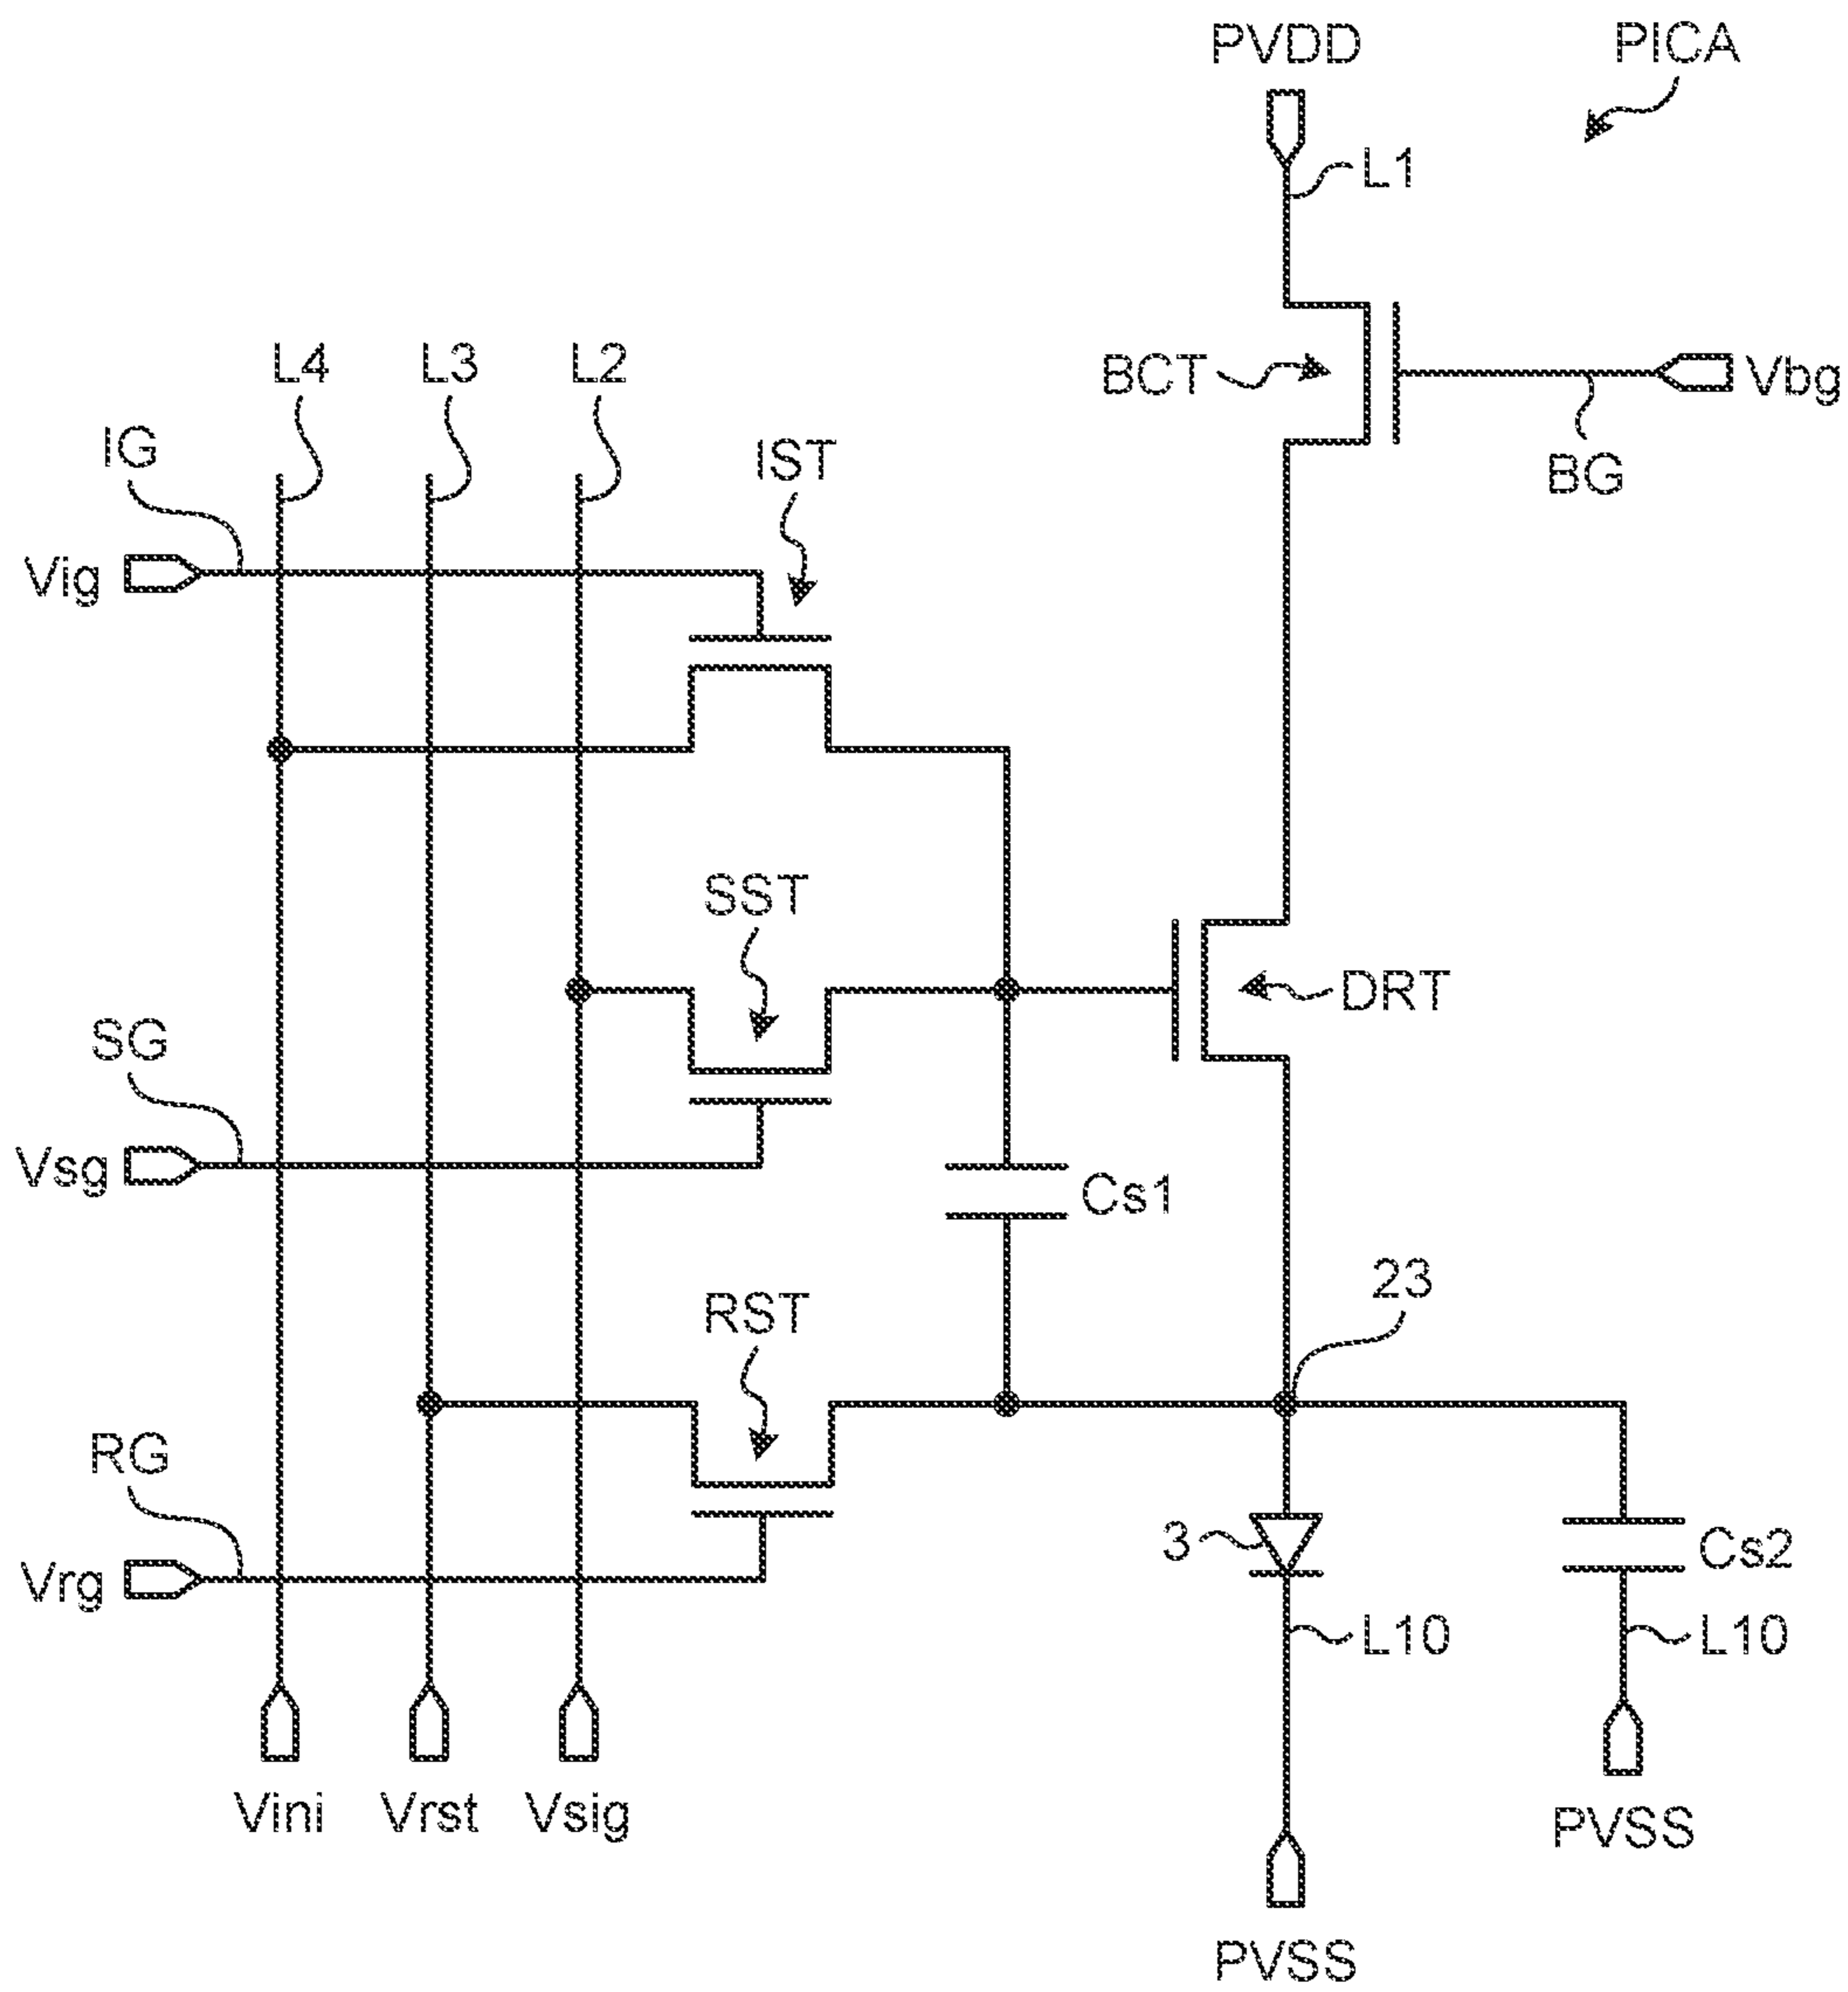 PVDD
PICA
L1
L4
L3
L2
BCT
Vbg
IG
IST
BG
Vig
SST
DRT
SG
Vsg
Cs1
23
RST
RG
3
Cs2
Vrg
L10
L10
Vini
Vrst
Vsig
PVSS
PVSS